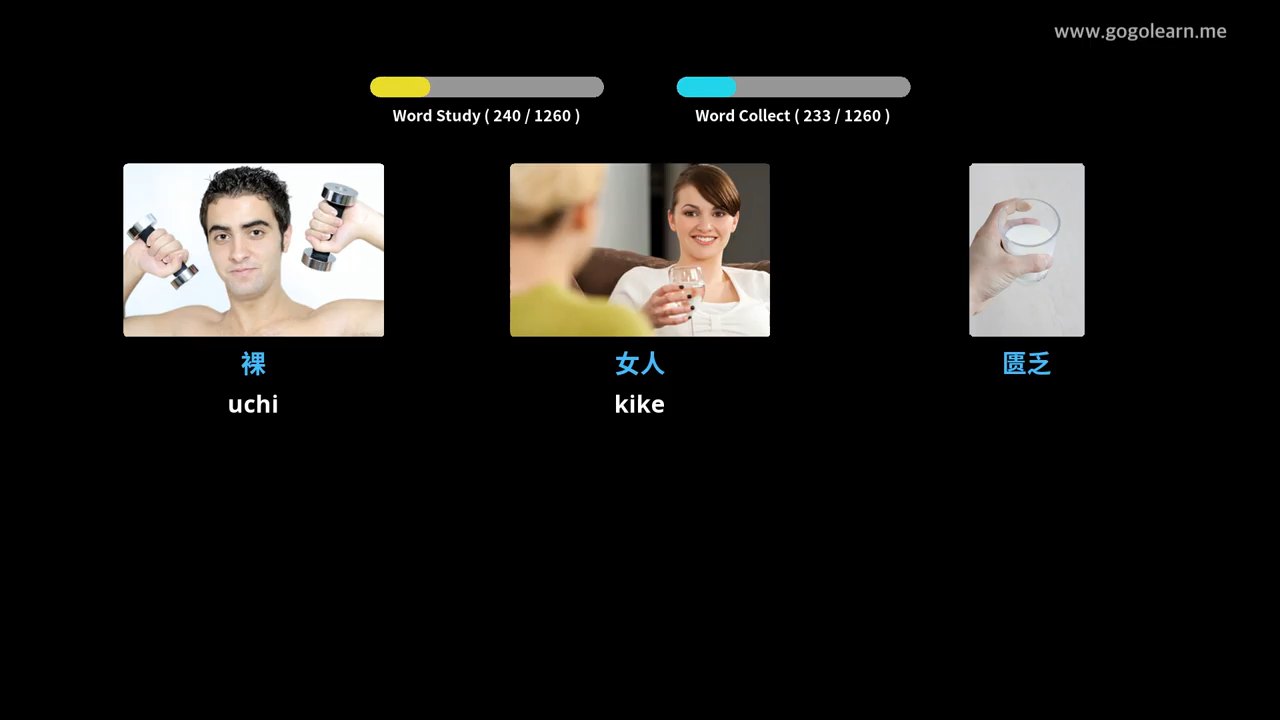 www.gogolearn.me
Word Study ( 240 / 1260 )
Word Collect ( 233 / 1260 )
裸
女人
匮乏
uchi
kike